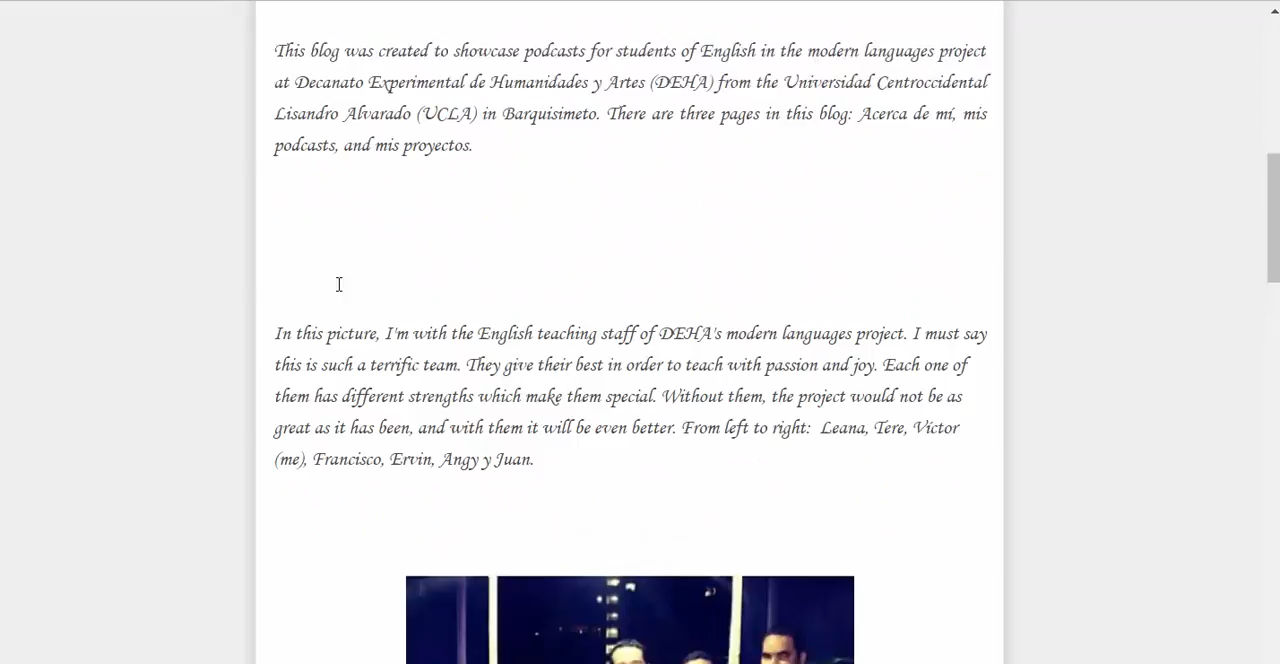 This blog was created to showcase podcasts for students of English in the modern languages project
at Decanato Experimental de Humanidades y Artes (DEHA) from the Universidad Centroccidental
Lisandro Alvarado (UCLA) in Barquisimeto. There are three pages in this blog: Acerca de mí, mis
podcasts, and mis proyectos.
In this picture, I'm with the English teaching staff of DEHA's modern languages project. I must say
this is such a terrific team. They give their best in order to teach with passion and joy. Each one of
them has different strengths which make them special. Without them, the project would not be as
great as it has been, and with them it will be even better. From left to right: Leana, Tere, Víctor
(me), Francisco, Ervin, Angy y Juan.